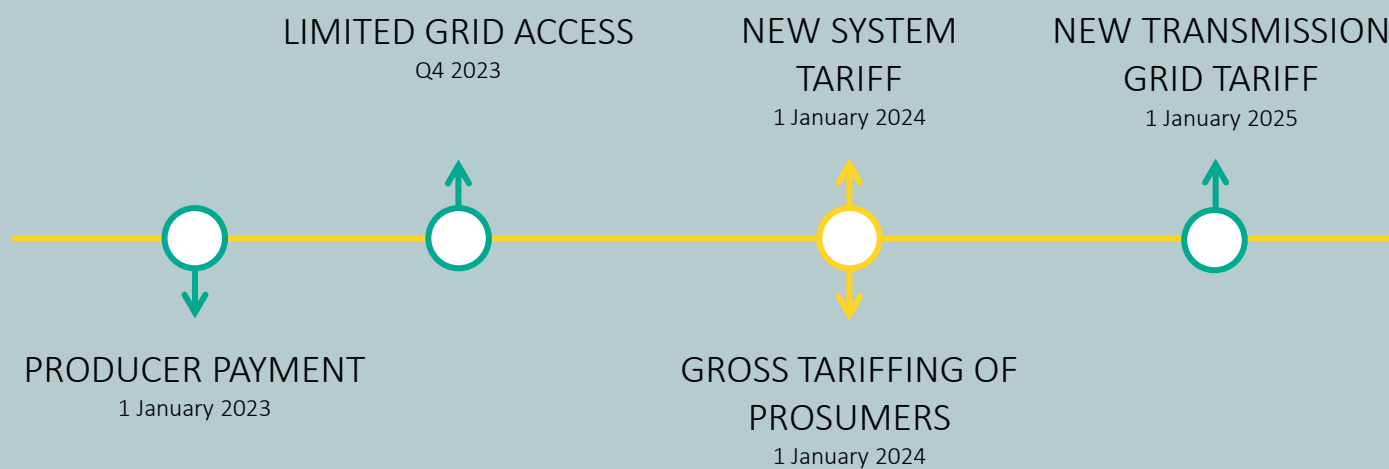 LIMITED GRID ACCESS
Q4 2023
NEW SYSTEM
TARIFF
1 January 2024
NEW TRANSMISSION
GRID TARIFF
1 January 2025
PRODUCER PAYMENT
1 January 2023
GROSS TARIFFING OF
PROSUMERS
1 January 2024